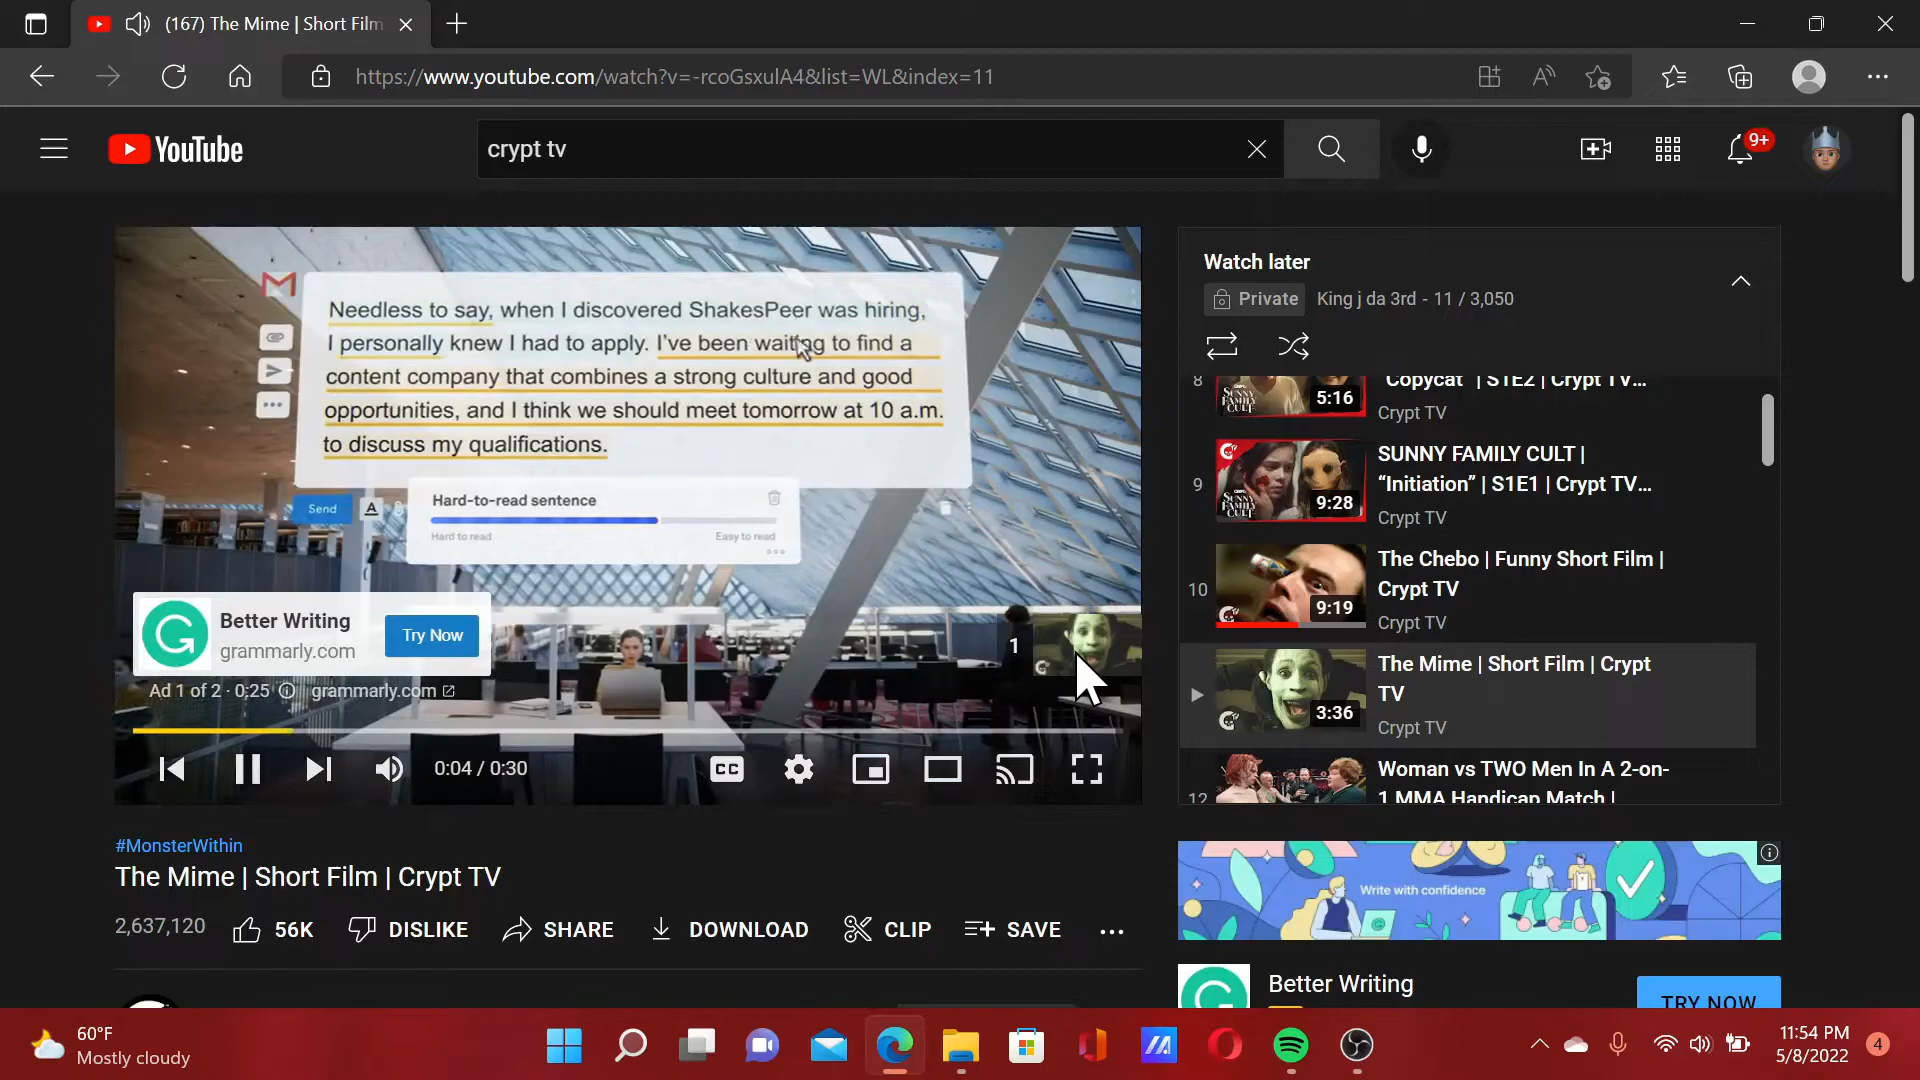 (167) The Mime | Short Film
https://www.youtube.com/watch?v=-rcoGsxulA4&list=WL&index=11
YouTube
crypt tv
9+
Needless to say, when I discovered ShakesPeer was hiring,
I personally knew I had to apply. I've been waiting to find a
content company that combines a strong culture and good
opportunities, and I think we should meet tomorrow at 10 a.m.
to discuss my qualifications.
Send
Hard-to-read sentence
Hard to read Easy to read
Better Writing
grammarly.com
Try Now
Ad 1 of 2 · 0:25 grammarly.com
1
0:04 / 0:30
CC
Watch later
Private King j da 3rd - 11 / 3,050
8
5:16
"Copycat" | S1E2 | Crypt TV...
Crypt TV
9
9:28
SUNNY FAMILY CULT |
“Initiation” | S1E1 | Crypt TV...
Crypt TV
10
9:19
The Chebo | Funny Short Film |
Crypt TV
Crypt TV
3:36
The Mime | Short Film | Crypt
TV
Crypt TV
12
Woman vs TWO Men In A 2-on-
1 MMA Handicap Match |
#MonsterWithin
The Mime | Short Film | Crypt TV
2,637,120 56K DISLIKE SHARE DOWNLOAD CLIP SAVE
Write with confidence
Better Writing
TRY NOW
60°F
Mostly cloudy
11:54 PM
5/8/2022
4